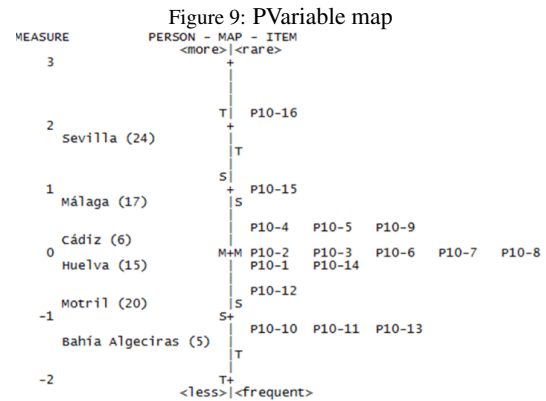 Figure 9: PVariable map
MEASURE PERSON - MAP - ITEM
<more>|<rare>
3 +
|
|
|
T| P10-16
2 +
Sevilla (24) |
|T
|
S|
1 + P10-15
Málaga (17) |S
|
| P10-4 P10-5 P10-9
Cádiz (6) |
0 M+M P10-2 P10-3 P10-6 P10-7 P10-8
Huelva (15) | P10-1 P10-14
|
| P10-12
Motril (20) |S
-1 S+
| P10-10 P10-11 P10-13
Bahía Algeciras (5) |
|T
|
-2 T+
<less>|<frequent>